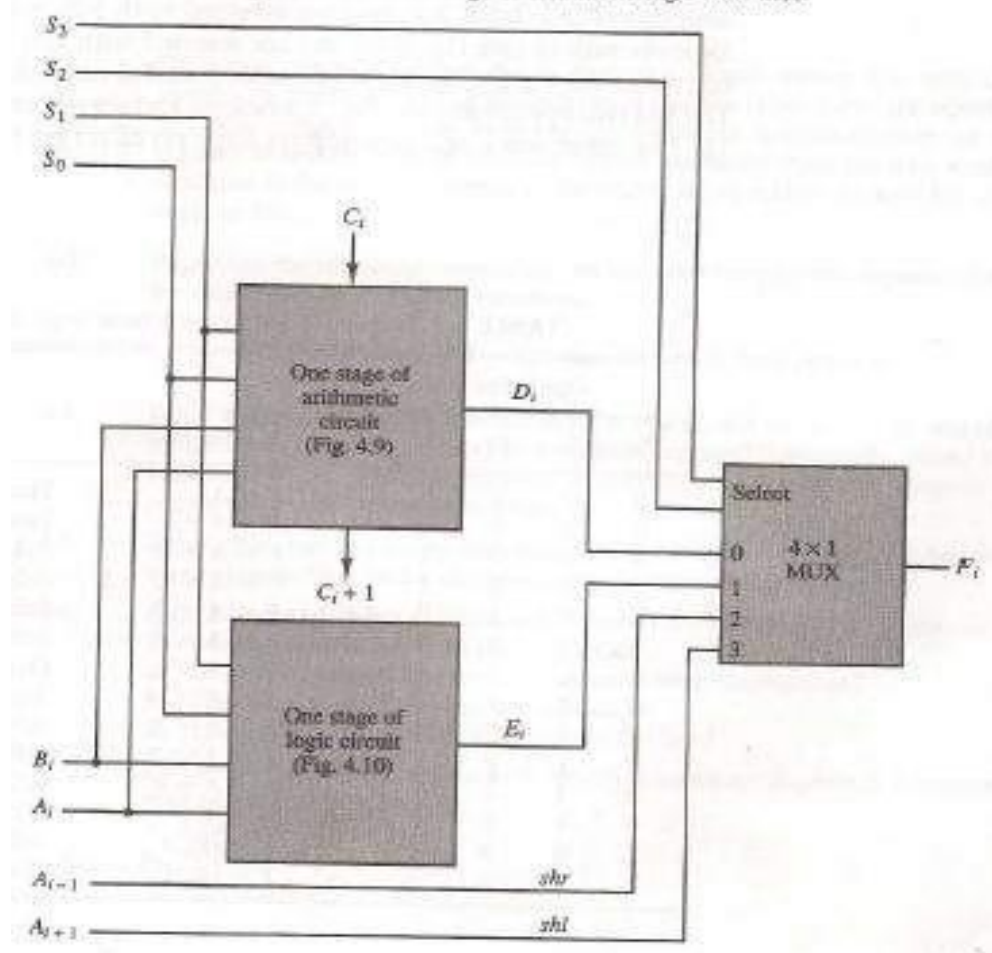 S₃
S₂
S₁
S₀
Cᵢ
One stage of
arithmetic
circuit
(Fig. 4.9)
Dᵢ
Select
0
1
2
3
4 × 1
MUX
Fᵢ
Cᵢ + 1
One stage of
logic circuit
(Fig. 4.10)
Eᵢ
Bᵢ
Aᵢ
Aᵢ₋₁
shr
Aᵢ₊₁
shl